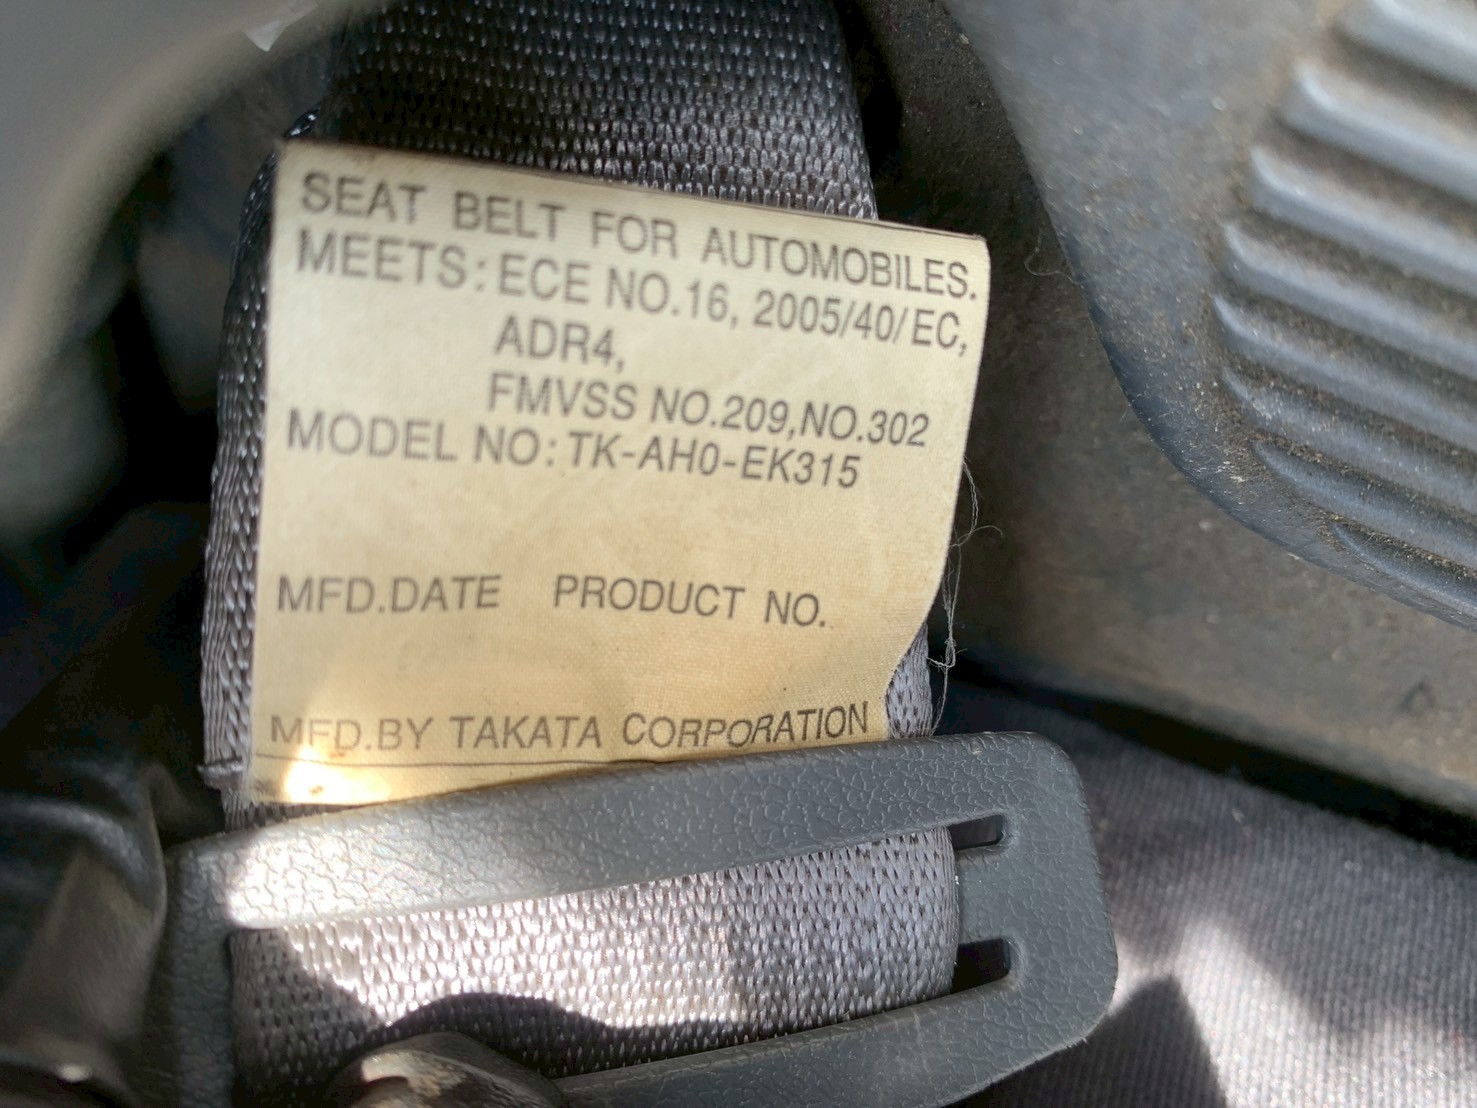 SEAT BELT FOR AUTOMOBILES.
MEETS: ECE NO.16, 2005/40/EC,
ADR4,
FMVSS NO.209, NO.302
MODEL NO: TK-AH0-EK315
MFD.DATE PRODUCT NO.
MFD.BY TAKATA CORPORATION